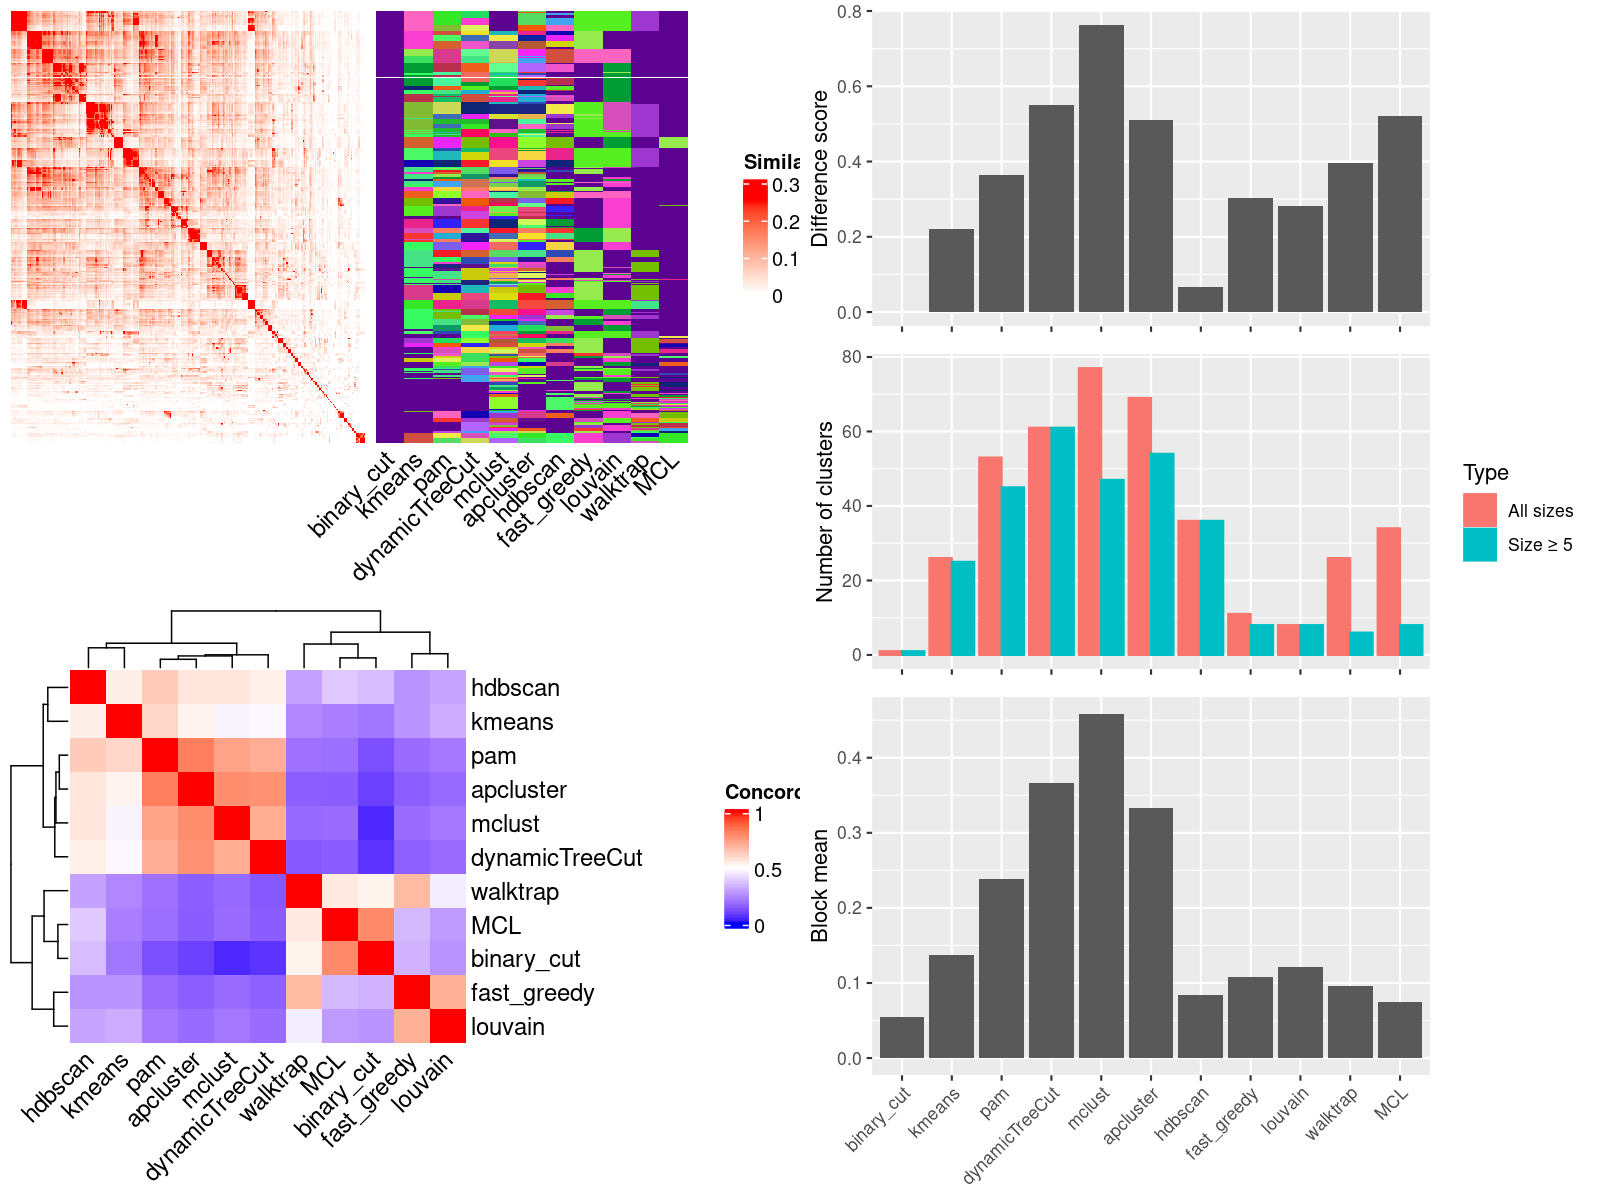 Simila
0.3
0.2
0.1
0
binary_cut
kmeans
pam
dynamicTreeCut
mclust
apcluster
hdbscan
fast_greedy
louvain
walktrap
MCL
hdbscan
kmeans
pam
apcluster
mclust
dynamicTreeCut
walktrap
MCL
binary_cut
fast_greedy
louvain
hdbscan
kmeans
pam
apcluster
mclust
dynamicTreeCut
walktrap
MCL
binary_cut
fast_greedy
louvain
Concord
1
0.5
0
Difference score
0.8
0.6
0.4
0.2
0.0
Number of clusters
80
60
40
20
0
Type
All sizes
Size ≥ 5
Block mean
0.4
0.3
0.2
0.1
0.0
binary_cut
kmeans
pam
dynamicTreeCut
mclust
apcluster
hdbscan
fast_greedy
louvain
walktrap
MCL